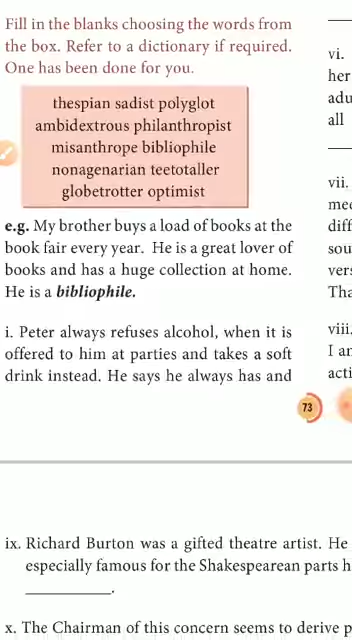 Fill in the blanks choosing the words from
the box. Refer to a dictionary if required.
One has been done for you.
thespian sadist polyglot
ambidextrous philanthropist
misanthrope bibliophile
nonagenarian teetotaller
globetrotter optimist
e.g. My brother buys a load of books at the
book fair every year. He is a great lover of
books and has a huge collection at home.
He is a bibliophile.
i. Peter always refuses alcohol, when it is
offered to him at parties and takes a soft
drink instead. He says he always has and
73
vi.
her
adu
all
vii.
mee
diff
sou
vers
Tha
viii.
I an
acti
ix. Richard Burton was a gifted theatre artist. He
especially famous for the Shakespearean parts h
____________.
x. The Chairman of this concern seems to derive p